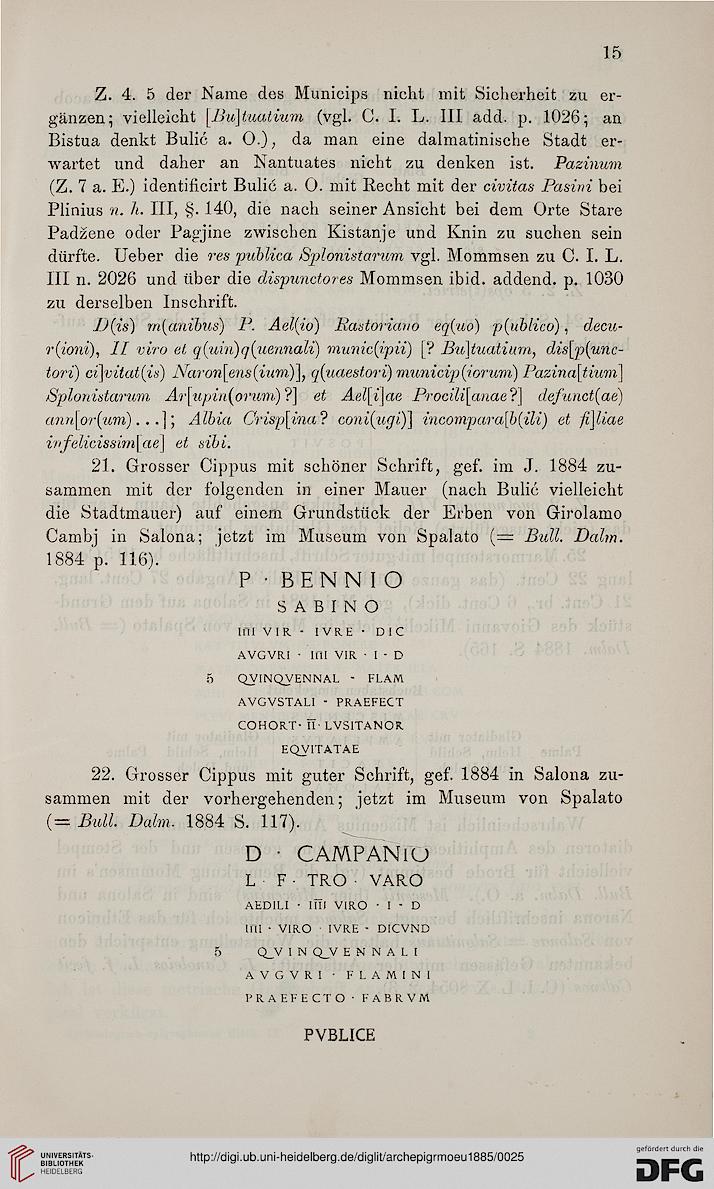 15
Z. 4. 5 der Name des Municips nicht mit Sicherheit zu er-
gänzen; vielleicht [Bu]tuatium (vgl. C. I. L. III add. p. 1026; an
Bistua denkt Bulić a. O.), da man eine dalmatinische Stadt er-
wartet und daher an Nantuates nicht zu denken ist. Pazinum
(Z. 7 a. E.) identificirt Bulić a. O. mit Recht mit der civitas Pasini bei
Plinius n. h. III, §. 140, die nach seiner Ansicht bei dem Orte Stare
Padžene oder Pagjine zwischen Kistanje und Knin zu suchen sein
dürfte. Ueber die res publica Splonistarum vgl. Mommsen zu C. I. L.
III n. 2026 und über die dispunctores Mommsen ibid. addend. p. 1030
zu derselben Inschrift.
D(is) m(anibus) P. Ael(io) Rastoriano eq(uo) p(ublico), decu-
r(ioni), II viro et q(uin)q(uennali) munic(ipii) [? Bu]tuatium, dis[p(unc-
tori) ci]vitat(is) Naron[ens(ium)], q(uaestori) municip(iorum) Pazina[tium]
Splonistarum Ar[upin(orum)?] et Ael[i]ae Procili[anae?] defunct(ae)
ann[or(um)...]; Albia Crisp[ina? coni(ugi)] incompara[b(ili) et fi]liae
infelicissim[ae] et sibi.
21. Grosser Cippus mit schöner Schrift, gef. im J. 1884 zu-
sammen mit der folgenden in einer Mauer (nach Bulić vielleicht
die Stadtmauer) auf einem Grundstück der Erben von Girolamo
Cambj in Salona; jetzt im Museum von Spalato (= Bull. Dalm.
1884 p. 116).
P · BENNIO
SABINO
IIII VIR · IVRE · DIC
AVGVRI · IIII VIR · I · D
5 QVINQVENNAL · FLAM
AVGVSTALI · PRAEFECT
COHORT · I̅I̅ · LVSITANOR
EQVITATAE
22. Grosser Cippus mit guter Schrift, gef. 1884 in Salona zu-
sammen mit der vorhergehenden; jetzt im Museum von Spalato
(= Bull. Dalm. 1884 S. 117).
D · CAMPANIO
L · F · TRO · VARO
AEDILI · I̅I̅I̅I̅ VIRO · I · D
IIII · VIRO · IVRE · DICVND
5 QVINQVENNALI
AVGVRI · FLAMINI
PRAEFECTO · FABRVM
PVBLICE
UNIVERSITÄTS-
BIBLIOTHEK
HEIDELBERG
http://digi.ub.uni-heidelberg.de/diglit/archepigrmoeu1885/0025
gefördert durch die
DFG